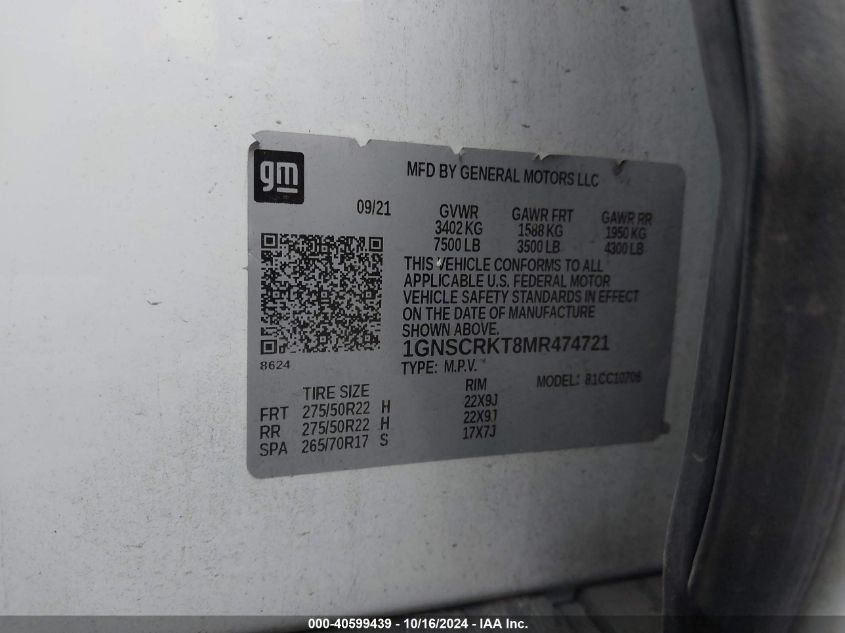 gm
MFD BY GENERAL MOTORS LLC
09/21
GVWR GAWR FRT GAWR RR
3402 KG 1588 KG 1950 KG
7500 LB 3500 LB 4300 LB
THIS VEHICLE CONFORMS TO ALL
APPLICABLE U.S. FEDERAL MOTOR
VEHICLE SAFETY STANDARDS IN EFFECT
ON THE DATE OF MANUFACTURE
SHOWN ABOVE.
1GNSCRKT8MR474721
8624
TYPE: M.P.V. MODEL: 81CC10706
TIRE SIZE RIM
FRT 275/50R22 H 22X9J
RR 275/50R22 H 22X9J
SPA 265/70R17 S 17X7J
000-40599439 - 10/16/2024 - IAA Inc.